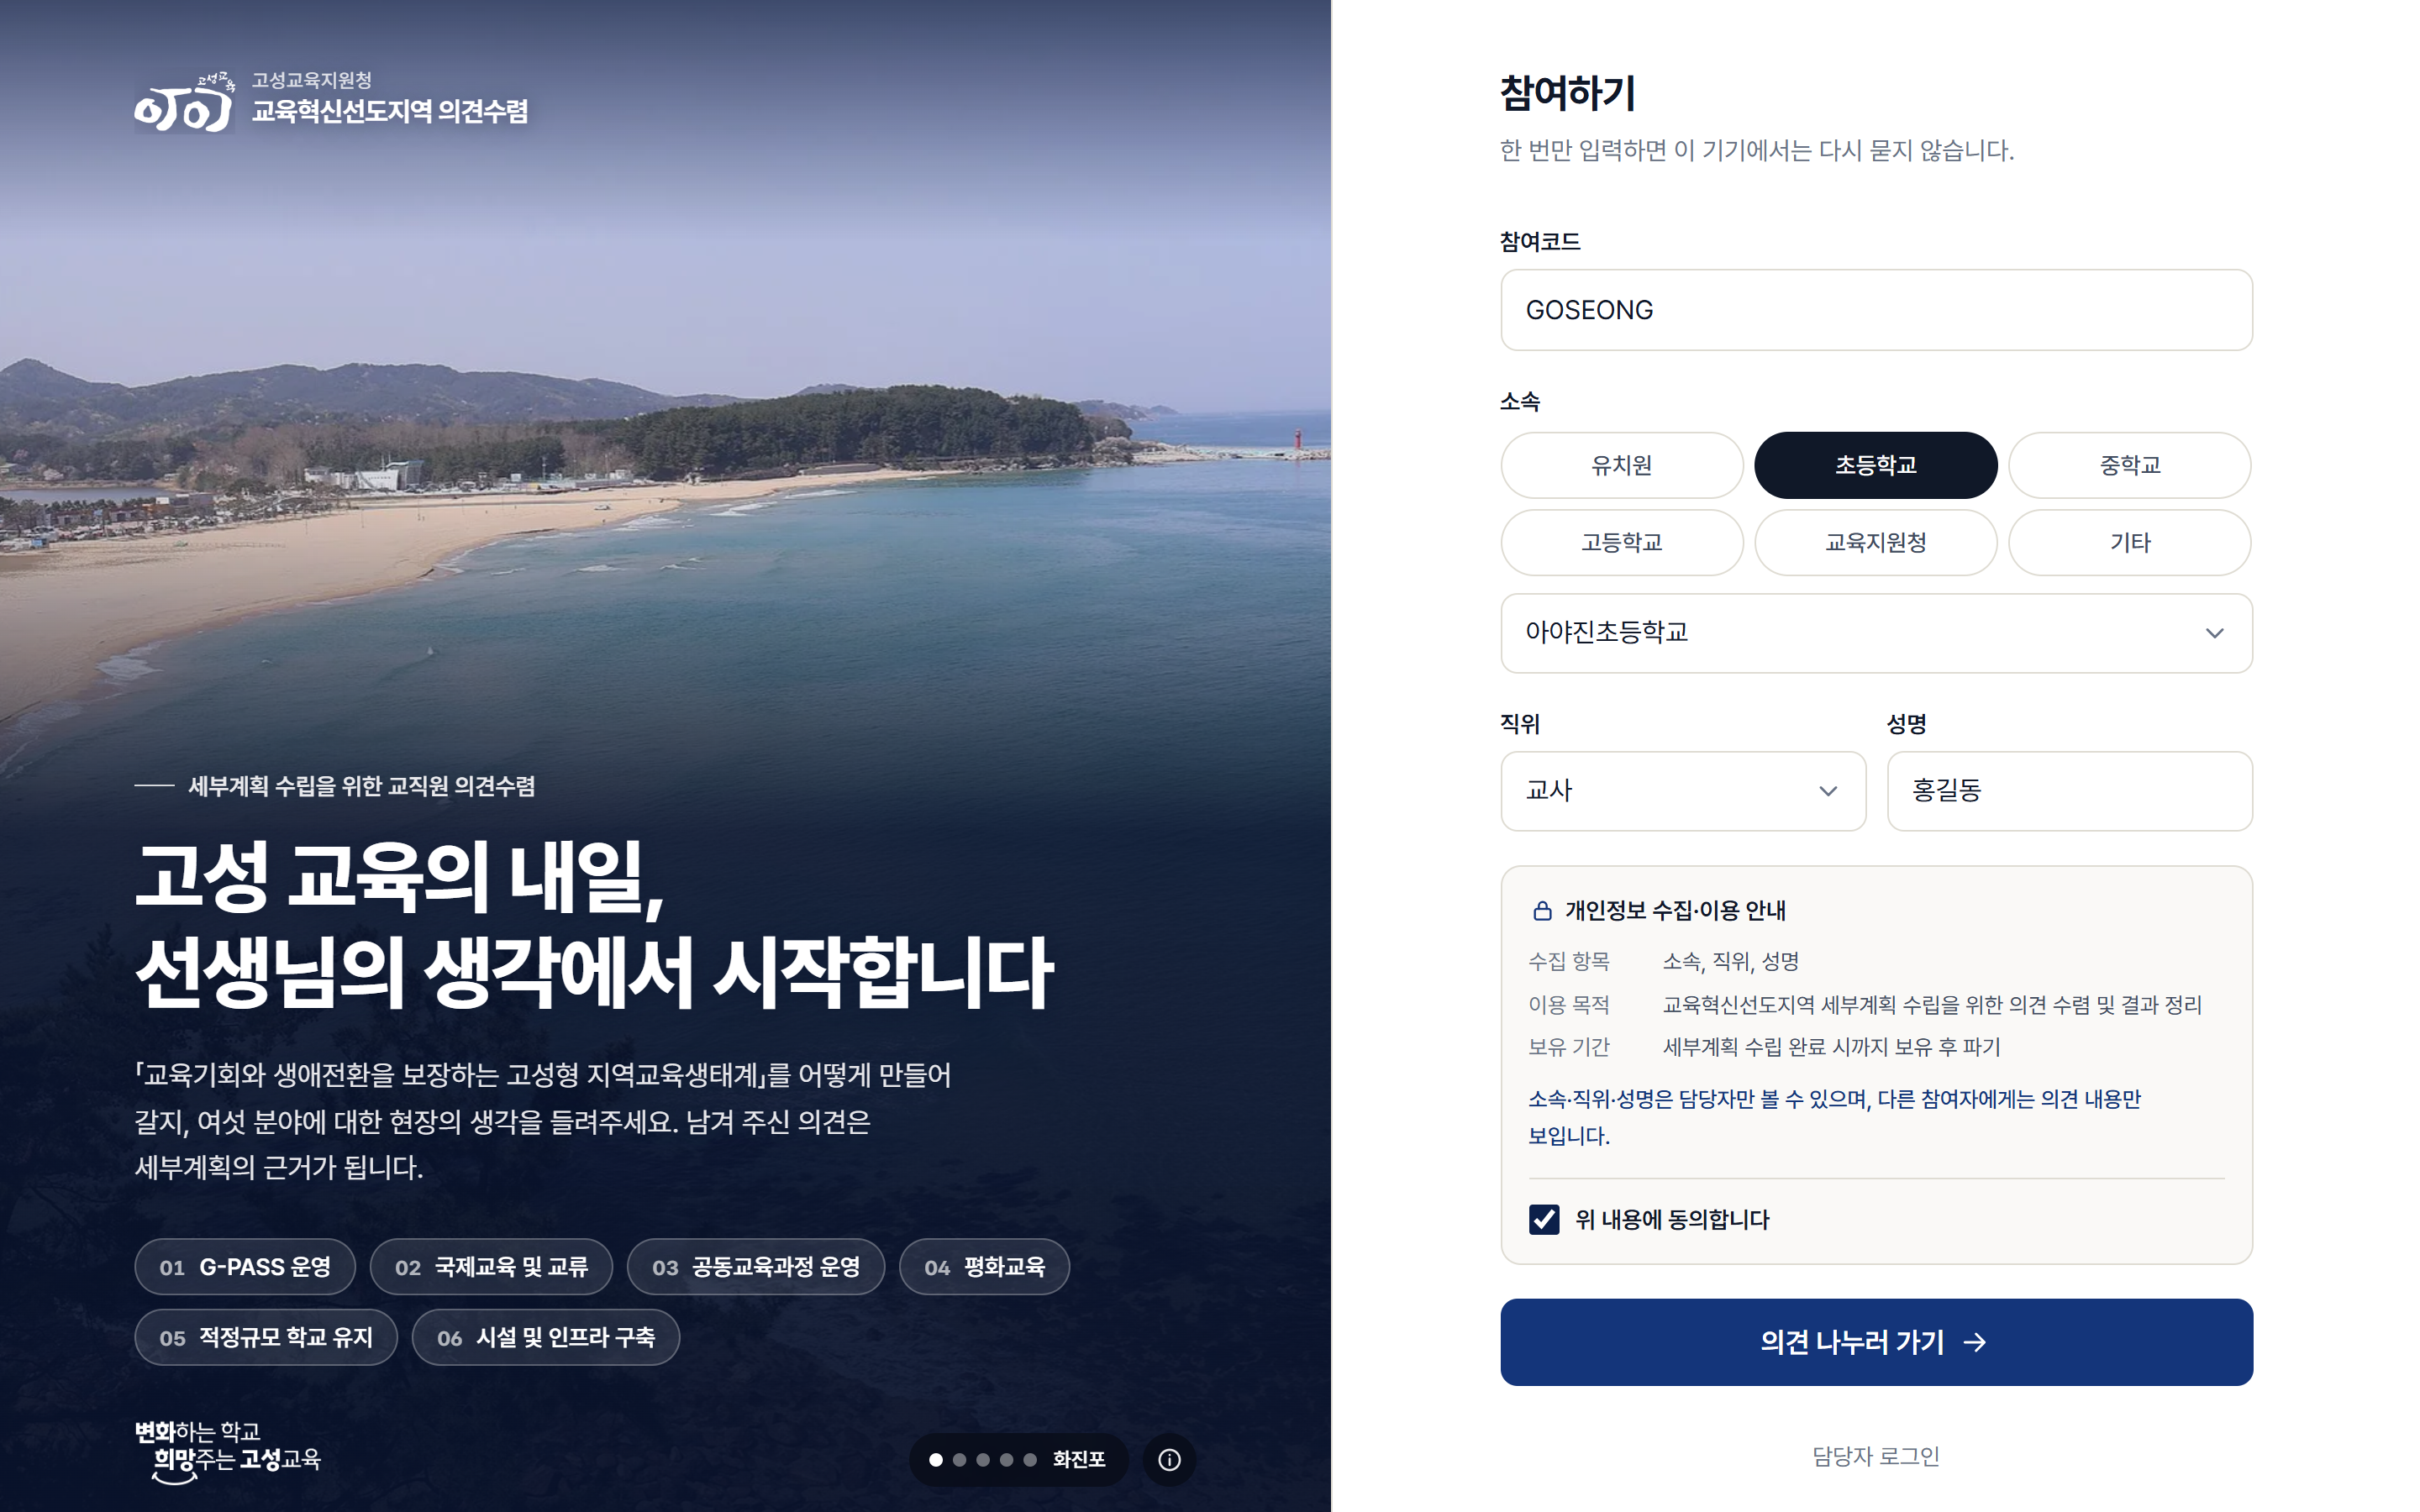 고성교육
아이
고성교육지원청
교육혁신선도지역 의견수렴
세부계획 수립을 위한 교직원 의견수렴
고성 교육의 내일,
선생님의 생각에서 시작합니다
「교육기회와 생애전환을 보장하는 고성형 지역교육생태계」를 어떻게 만들어
갈지, 여섯 분야에 대한 현장의 생각을 들려주세요. 남겨 주신 의견은
세부계획의 근거가 됩니다.
01 G-PASS 운영
02 국제교육 및 교류
03 공동교육과정 운영
04 평화교육
05 적정규모 학교 유지
06 시설 및 인프라 구축
변화하는 학교
희망주는 고성교육
화진포
참여하기
한 번만 입력하면 이 기기에서는 다시 묻지 않습니다.
참여코드
GOSEONG
소속
유치원 초등학교 중학교
고등학교 교육지원청 기타
아야진초등학교
직위 성명
교사 홍길동
개인정보 수집·이용 안내
수집 항목 소속, 직위, 성명
이용 목적 교육혁신선도지역 세부계획 수립을 위한 의견 수렴 및 결과 정리
보유 기간 세부계획 수립 완료 시까지 보유 후 파기
소속·직위·성명은 담당자만 볼 수 있으며, 다른 참여자에게는 의견 내용만
보입니다.
위 내용에 동의합니다
의견 나누러 가기 →
담당자 로그인